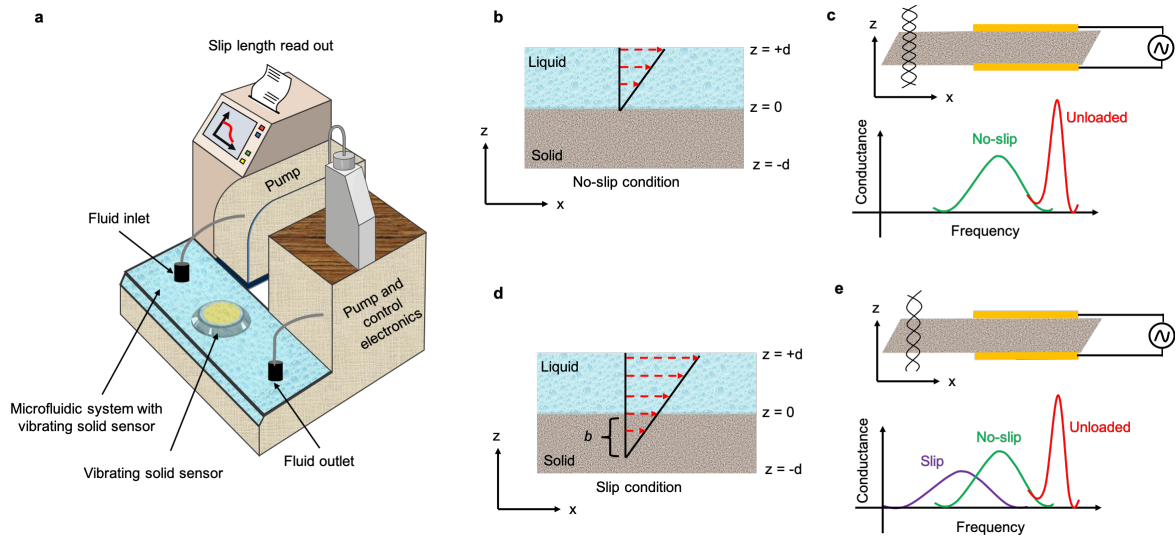 a
Slip length read out
Pump
Fluid inlet
Pump and
control
electronics
Microfluidic system with
vibrating solid sensor
Vibrating solid sensor
Fluid outlet
b
Liquid
Solid
z = +d
z = 0
z = -d
z
x
No-slip condition
c
z
x
Conductance
No-slip
Unloaded
Frequency
d
Liquid
Solid
b
z = +d
z = 0
z = -d
z
x
Slip condition
e
z
x
Conductance
Slip
No-slip
Unloaded
Frequency